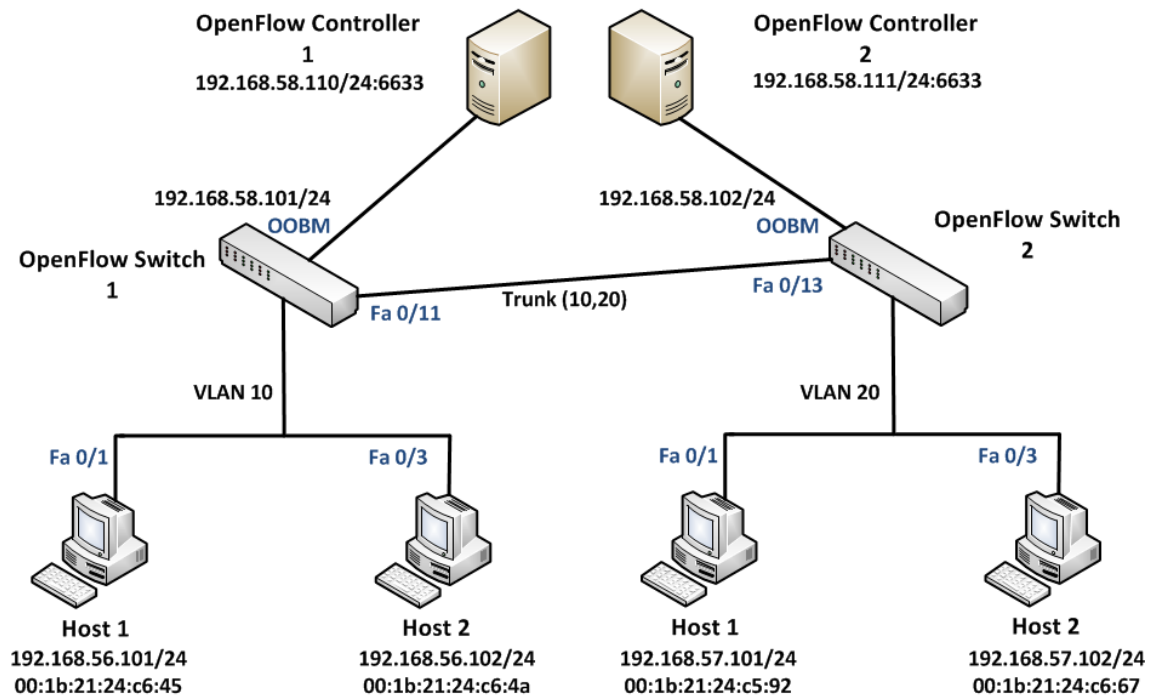 OpenFlow Controller
1
192.168.58.110/24:6633
OpenFlow Controller
2
192.168.58.111/24:6633
192.168.58.101/24
OOBM
OpenFlow Switch
1
Fa 0/11
Trunk (10,20)
192.168.58.102/24
OOBM
OpenFlow Switch
2
Fa 0/13
VLAN 10
VLAN 20
Fa 0/1
Fa 0/3
Fa 0/1
Fa 0/3
Host 1
192.168.56.101/24
00:1b:21:24:c6:45
Host 2
192.168.56.102/24
00:1b:21:24:c6:4a
Host 1
192.168.57.101/24
00:1b:21:24:c5:92
Host 2
192.168.57.102/24
00:1b:21:24:c6:67